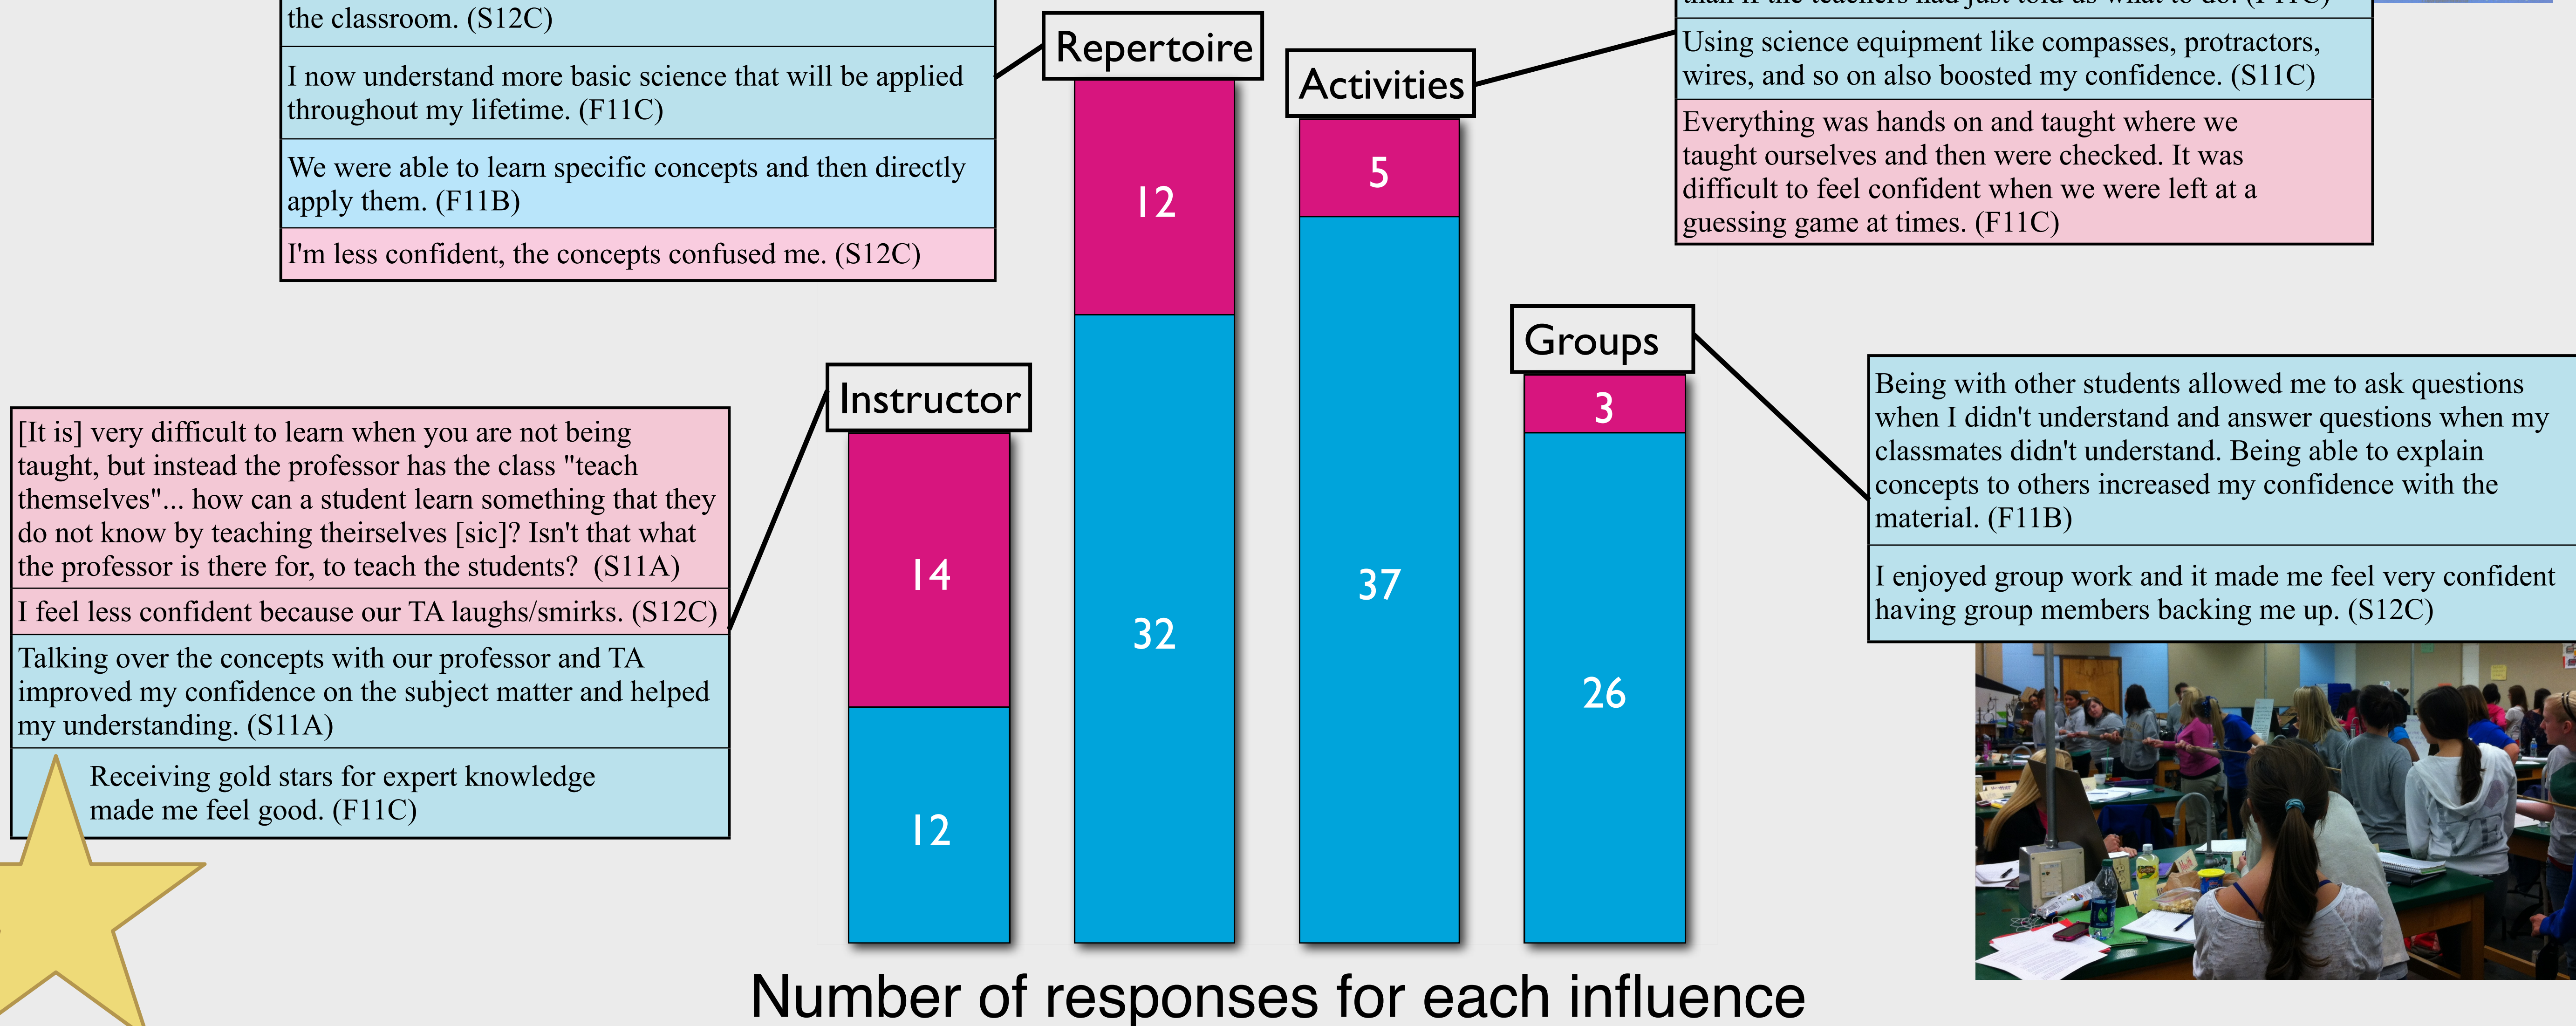 the classroom. (S12C)
I now understand more basic science that will be applied
throughout my lifetime. (F11C)
We were able to learn specific concepts and then directly
apply them. (F11B)
I'm less confident, the concepts confused me. (S12C)
Repertoire
12
32
Activities
5
37
than if the teachers had just told us what to do. (F11C)
Using science equipment like compasses, protractors,
wires, and so on also boosted my confidence. (S11C)
Everything was hands on and taught where we
taught ourselves and then were checked. It was
difficult to feel confident when we were left at a
guessing game at times. (F11C)
[It is] very difficult to learn when you are not being
taught, but instead the professor has the class "teach
themselves"... how can a student learn something that they
do not know by teaching theirselves [sic]? Isn't that what
the professor is there for, to teach the students? (S11A)
I feel less confident because our TA laughs/smirks. (S12C)
Talking over the concepts with our professor and TA
improved my confidence on the subject matter and helped
my understanding. (S11A)
Receiving gold stars for expert knowledge
made me feel good. (F11C)
Instructor
14
12
Groups
3
26
Being with other students allowed me to ask questions
when I didn't understand and answer questions when my
classmates didn't understand. Being able to explain
concepts to others increased my confidence with the
material. (F11B)
I enjoyed group work and it made me feel very confident
having group members backing me up. (S12C)
Number of responses for each influence